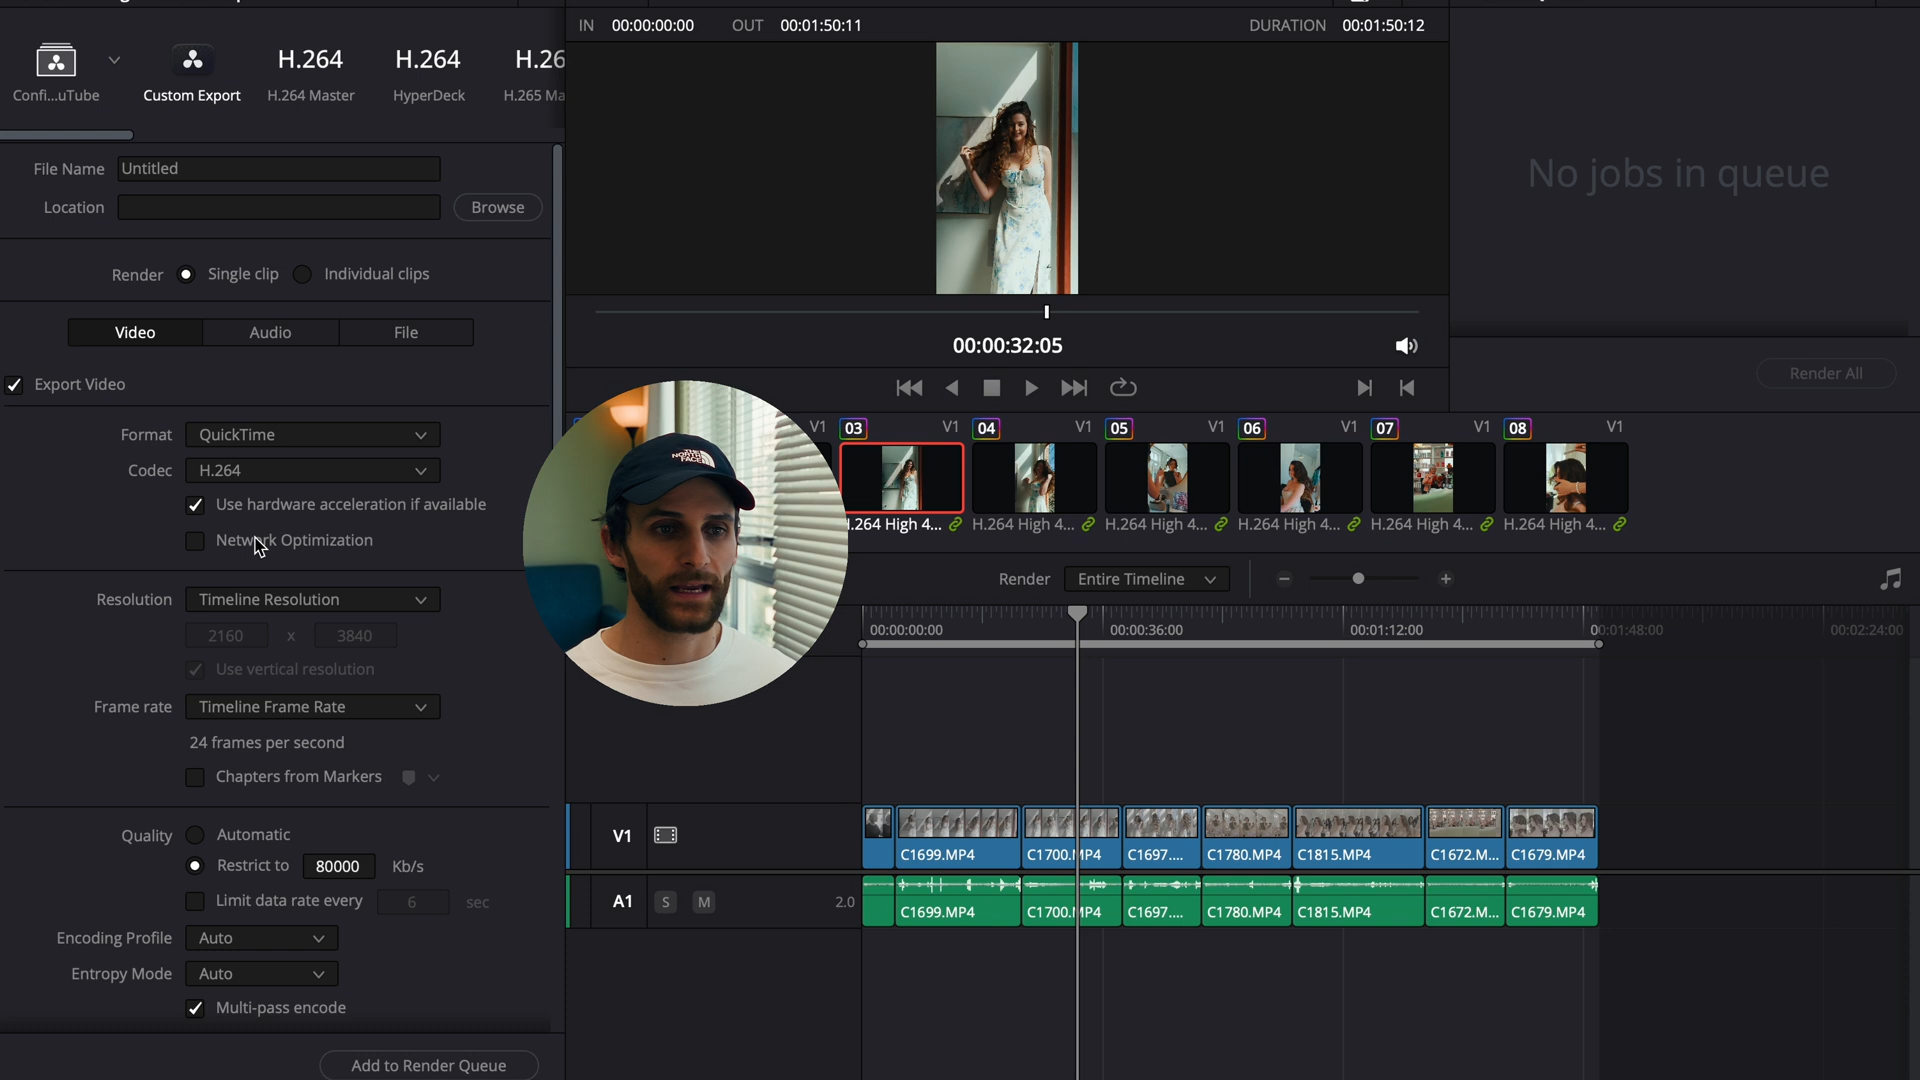 IN 00:00:00:00 OUT 00:01:50:11 DURATION 00:01:50:12
H.264 H.264 H.26
Confi...uTube Custom Export H.264 Master HyperDeck H.265 Ma
File Name Untitled
Location Browse
Render Single clip Individual clips
Video Audio File
Export Video
Format QuickTime
Codec H.264
Use hardware acceleration if available
Network Optimization
Resolution Timeline Resolution
2160 x 3840
Use vertical resolution
Frame rate Timeline Frame Rate
24 frames per second
Chapters from Markers
Quality Automatic
Restrict to 80000 Kb/s
Limit data rate every 6 sec
Encoding Profile Auto
Entropy Mode Auto
Multi-pass encode
Add to Render Queue
00:00:32:05
THE
NORTH
FACE
V1 03 V1 04 V1 05 V1 06 V1 07 V1 08 V1
H.264 High 4... H.264 High 4... H.264 High 4... H.264 High 4... H.264 High 4...
Render Entire Timeline
00:00:00:00 00:00:36:00 00:01:12:00 00:01:48:00 00:02:24:00
V1
C1699.MP4 C1700.MP4 C1697.... C1780.MP4 C1815.MP4 C1672.M... C1679.MP4
A1 S M 2.0
C1699.MP4 C1700.MP4 C1697.... C1780.MP4 C1815.MP4 C1672.M... C1679.MP4
No jobs in queue
Render All